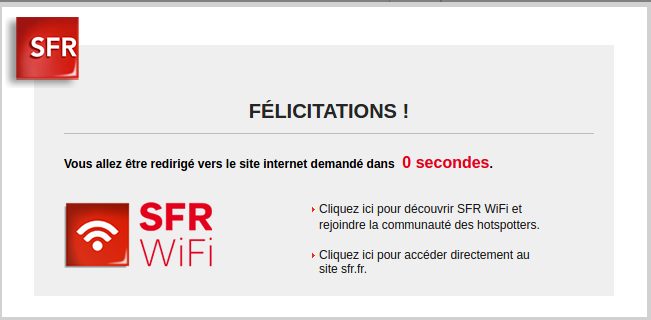 SFR
FÉLICITATIONS !
Vous allez être redirigé vers le site internet demandé dans 0 secondes.
SFR
WiFi
Cliquez ici pour découvrir SFR WiFi et
rejoindre la communauté des hotspotters.
Cliquez ici pour accéder directement au
site sfr.fr.